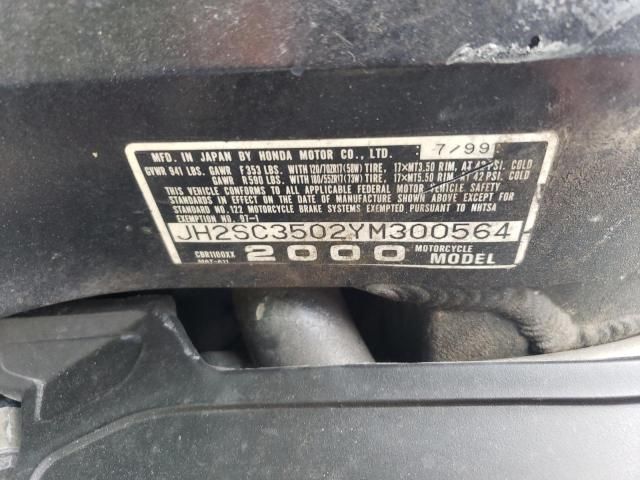 MFD. IN JAPAN BY HONDA MOTOR CO., LTD. 7/99
GVWR 941 LBS. GAWR F 353 LBS. WITH 120/70ZR17(58W) TIRE, 17×MT3.50 RIM, AT 42 PSI. COLD
GAWR R 590 LBS. WITH 180/55ZR17(73W) TIRE, 17×MT5.50 RIM, AT 42 PSI. COLD
THIS VEHICLE CONFORMS TO ALL APPLICABLE FEDERAL MOTOR VEHICLE SAFETY
STANDARDS IN EFFECT ON THE DATE OF MANUFACTURE SHOWN ABOVE EXCEPT FOR
STANDARD NO. 122 MOTORCYCLE BRAKE SYSTEMS EXEMPTED PURSUANT TO NHTSA
EXEMPTION 97-1
JH2SC3502YM300564
CBR1100XX 2000 MOTORCYCLE
MODEL